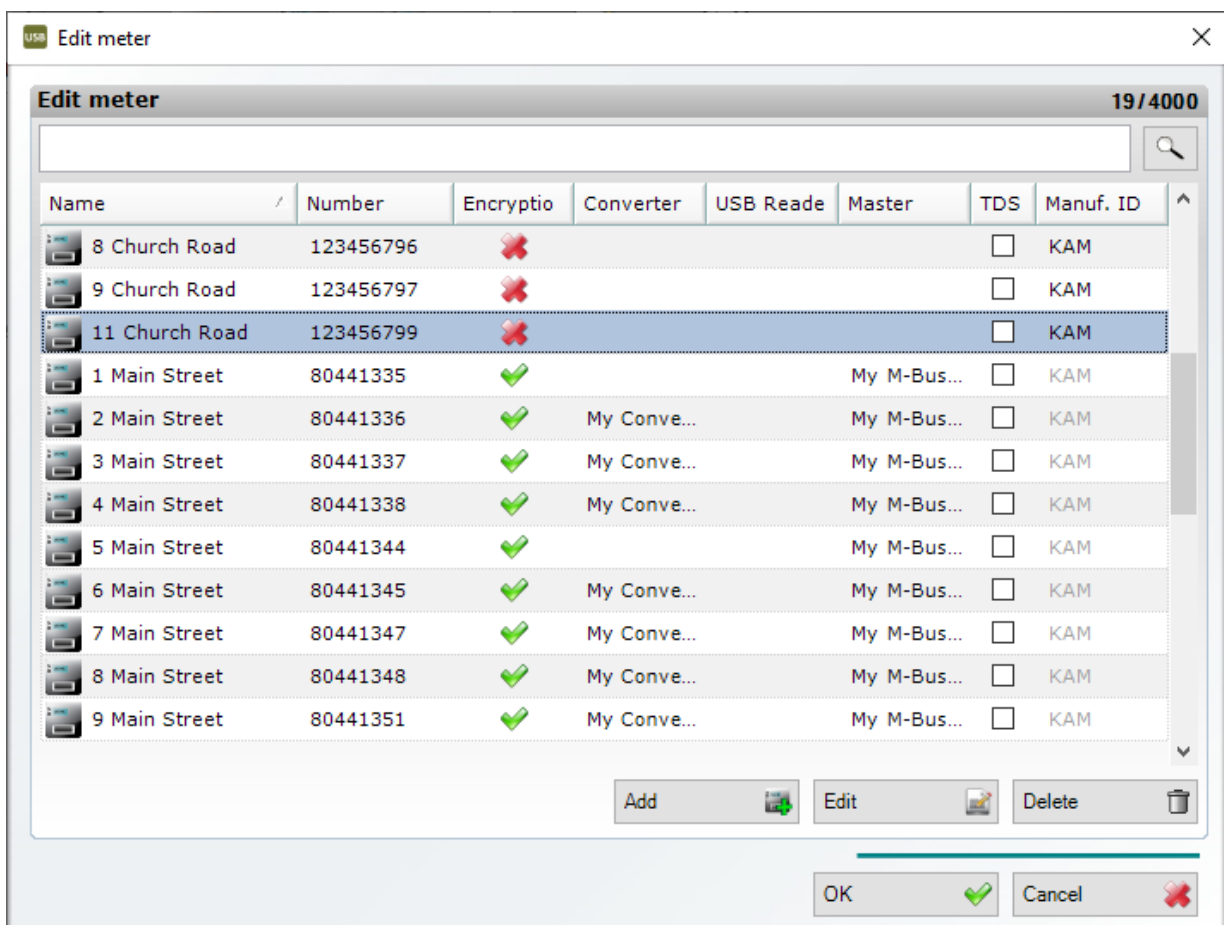 USB Edit meter
Edit meter 19/4000
Name Number Encryptio Converter USB Reade Master TDS Manuf. ID
8 Church Road 123456796 KAM
9 Church Road 123456797 KAM
11 Church Road 123456799 KAM
1 Main Street 80441335 My M-Bus... KAM
2 Main Street 80441336 My Conve... My M-Bus... KAM
3 Main Street 80441337 My Conve... My M-Bus... KAM
4 Main Street 80441338 My Conve... My M-Bus... KAM
5 Main Street 80441344 My M-Bus... KAM
6 Main Street 80441345 My Conve... My M-Bus... KAM
7 Main Street 80441347 My Conve... My M-Bus... KAM
8 Main Street 80441348 My Conve... My M-Bus... KAM
9 Main Street 80441351 My Conve... My M-Bus... KAM
Add Edit Delete
OK Cancel